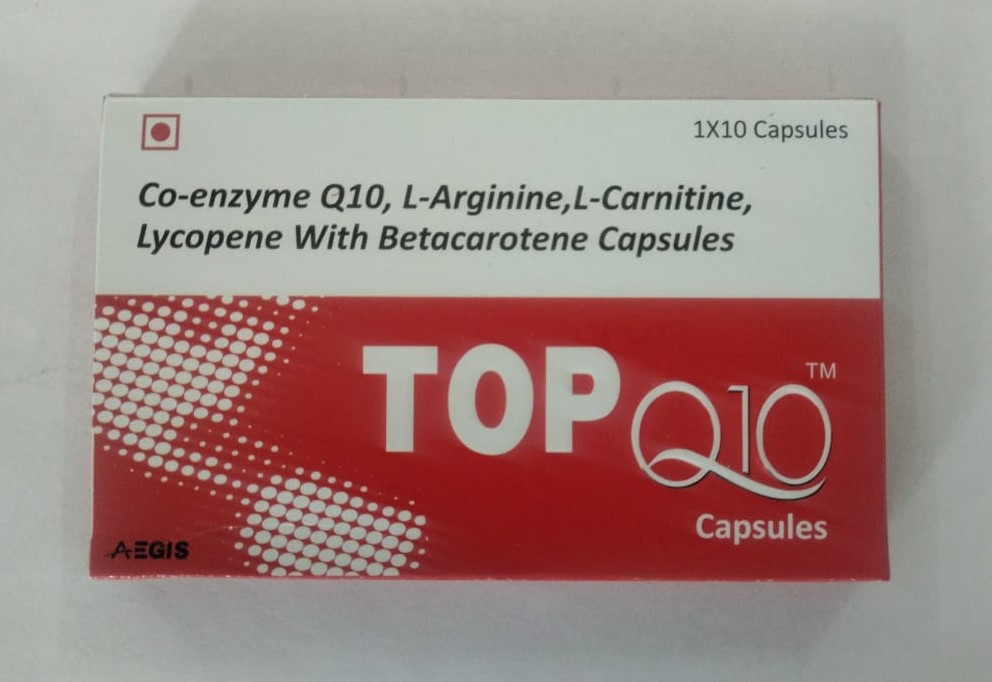 1X10 Capsules
Co-enzyme Q10, L-Arginine,L-Carnitine,
Lycopene With Betacarotene Capsules
TOP Q10 TM
Capsules
AEGIS